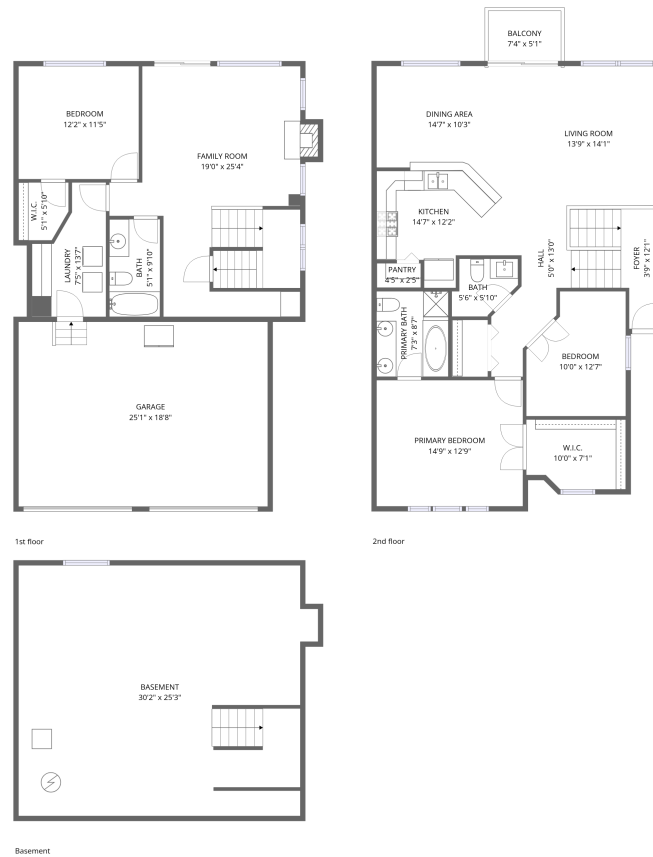 BALCONY
7'4" x 5'1"
BEDROOM
12'2" x 11'5"
FAMILY ROOM
19'0" x 25'4"
W.I.C.
5'1" x 5'10"
LAUNDRY
7'5" x 13'7"
BATH
5'1" x 9'10"
GARAGE
25'1" x 18'8"
1st floor
DINING AREA
14'7" x 10'3"
LIVING ROOM
13'9" x 14'1"
KITCHEN
14'7" x 12'2"
PANTRY
4'5" x 2'5"
BATH
5'6" x 5'10"
HALL
5'0" x 13'0"
FOYER
3'9" x 12'1"
PRIMARY BATH
7'3" x 8'7"
BEDROOM
10'0" x 12'7"
PRIMARY BEDROOM
14'9" x 12'9"
W.I.C.
10'0" x 7'1"
2nd floor
BASEMENT
30'2" x 25'3"
Basement